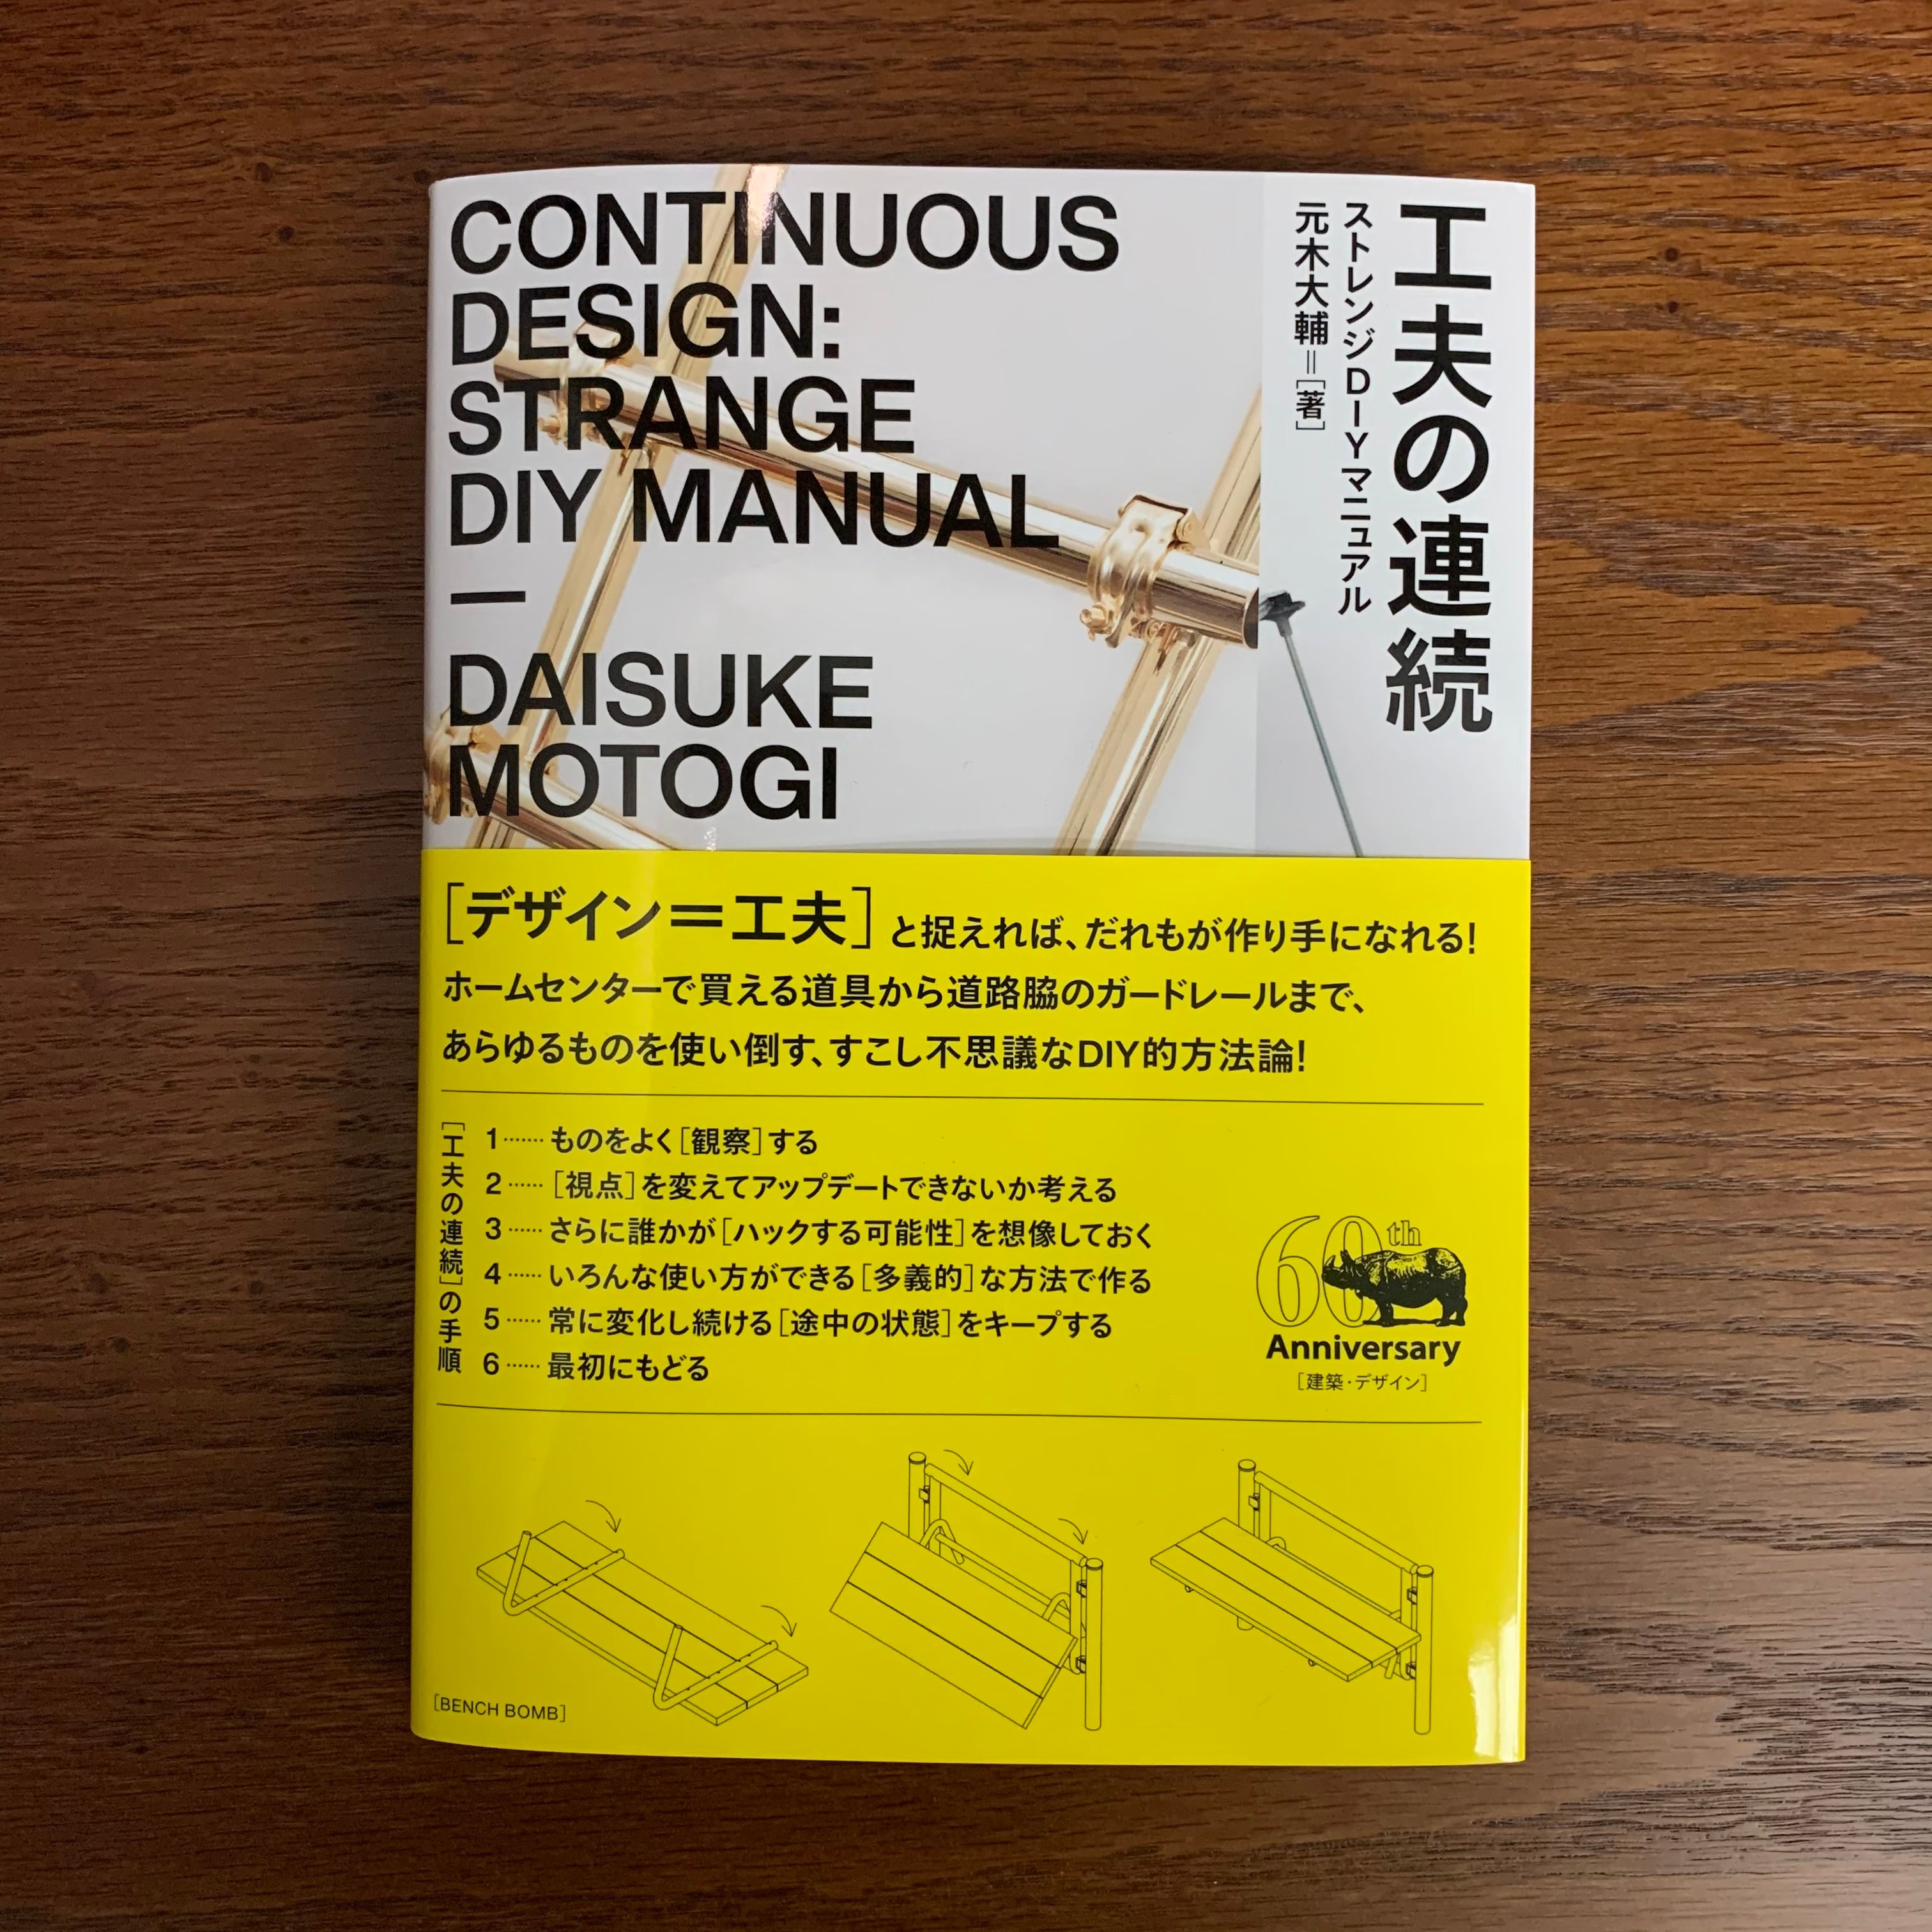 CONTINUOUS
DESIGN:
STRANGE
DIY MANUAL
—
DAISUKE
MOTOGI
工夫の連続
ストレンジDIYマニュアル
元木大輔＝[著]
[デザイン＝工夫]と捉えれば、だれもが作り手になれる!
ホームセンターで買える道具から道路脇のガードレールまで、
あらゆるものを使い倒す、すこし不思議なDIY的方法論!
[工夫の連続]の手順
1……ものをよく[観察]する
2……[視点]を変えてアップデートできないか考える
3……さらに誰かが[ハックする可能性]を想像しておく
4……いろんな使い方ができる[多義的]な方法で作る
5……常に変化し続ける[途中の状態]をキープする
6……最初にもどる
60th
Anniversary
[建築・デザイン]
[BENCH BOMB]